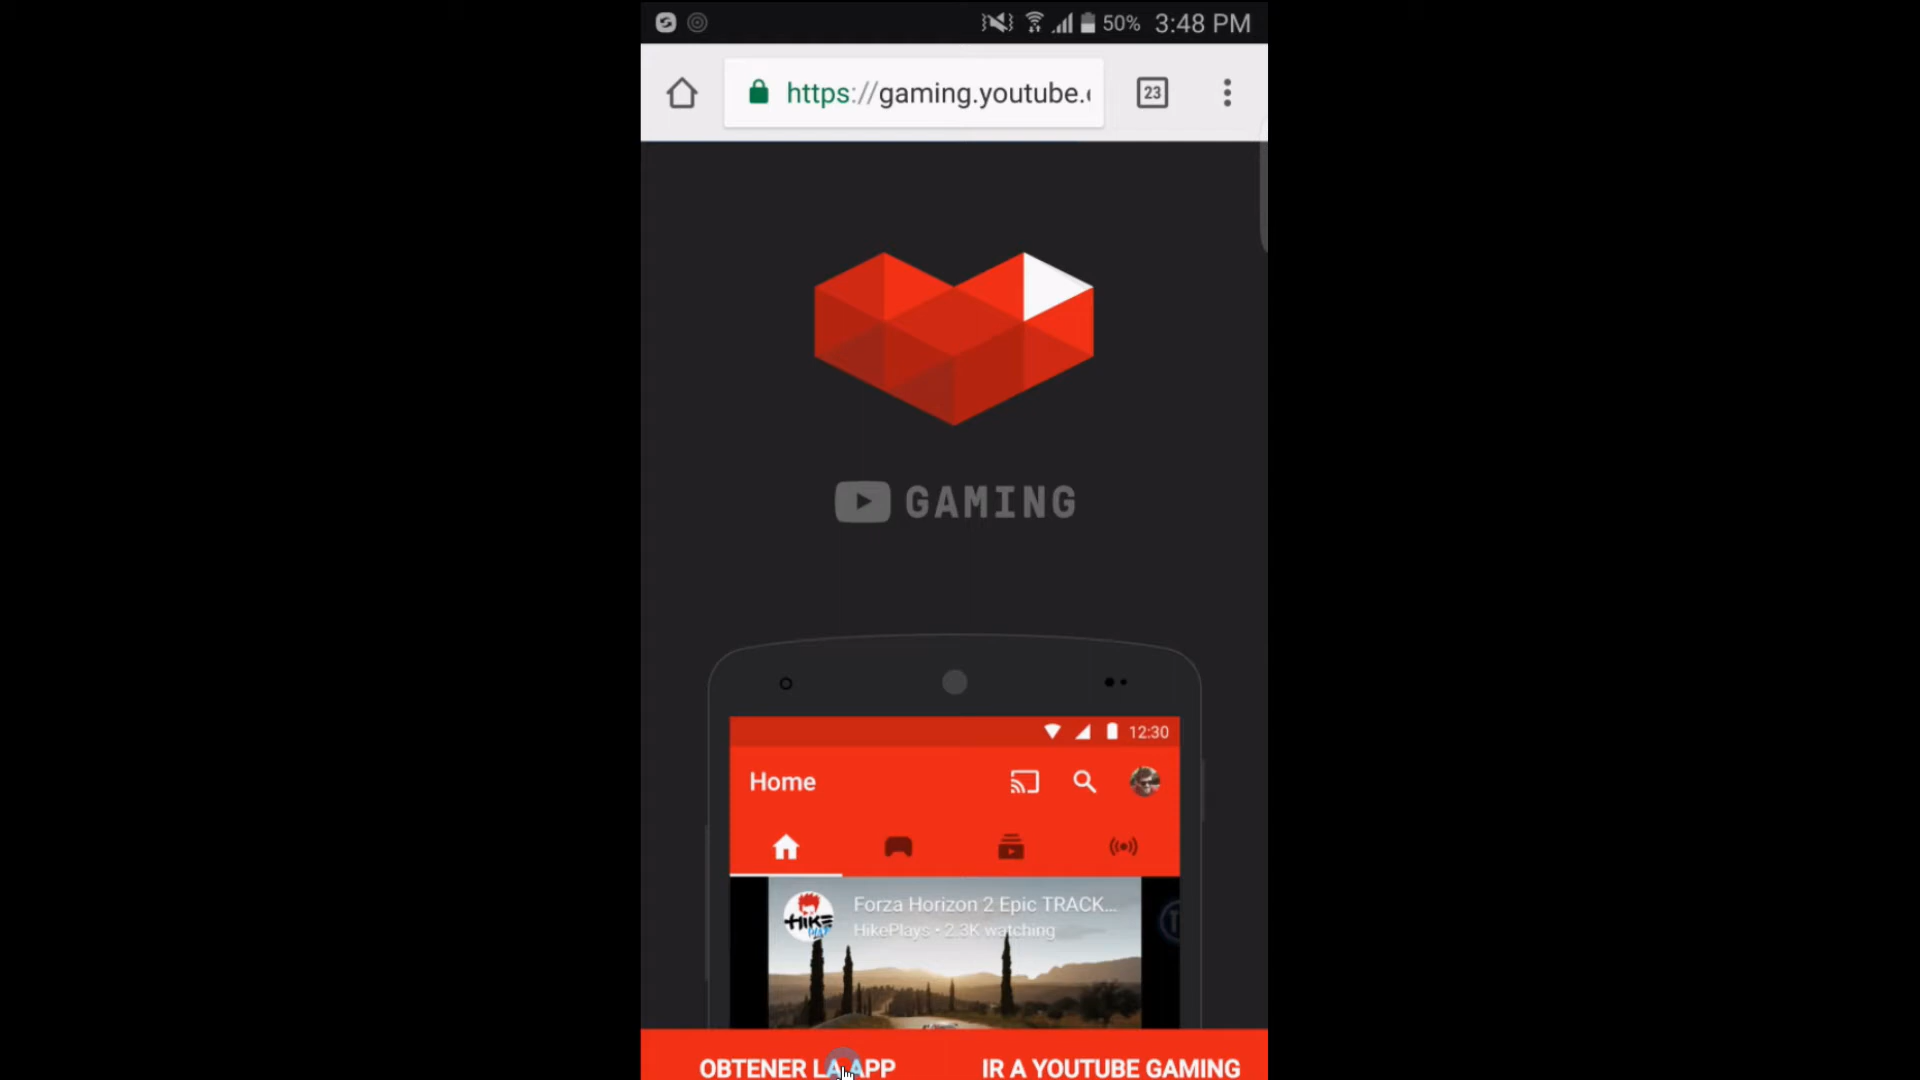 50% 3:48 PM
https://gaming.youtube.
23
GAMING
12:30
Home
Forza Horizon 2 Epic TRACK...
HikePlays • 2.3K watching
HIKE
OBTENER LA APP
IR A YOUTUBE GAMING